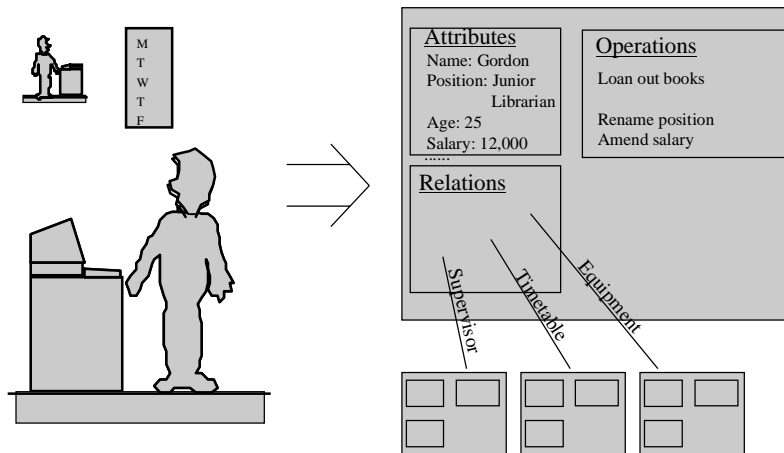 M
T
W
T
F
Attributes
Name: Gordon
Position: Junior
Librarian
Age: 25
Salary: 12,000
......
Operations
Loan out books
Rename position
Amend salary
Relations
Supervisor
Timetable
Equipment